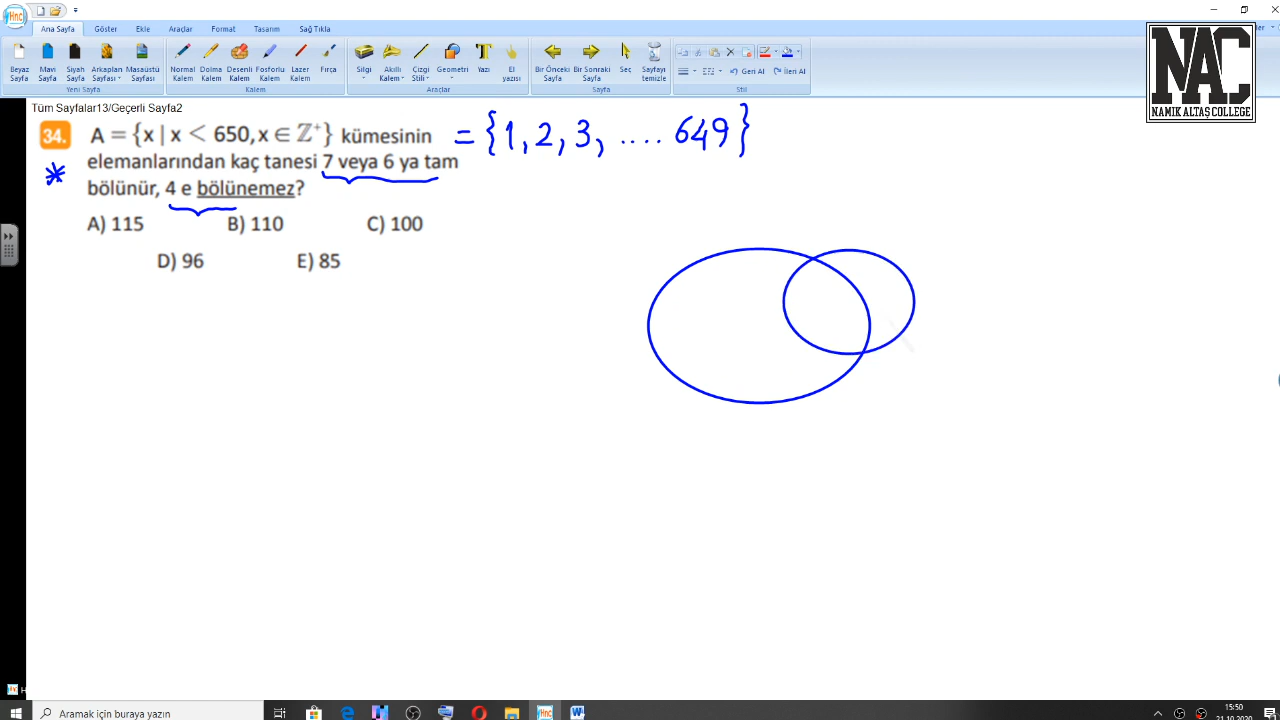 Ana Sayfa Göster Ekle Araçlar Format Tasarım Sağ Tıkla
Beyaz Sayfa Mavi Sayfa Siyah Sayfa Arkaplan Sayfası Masaüstü Sayfası
Normal Kalem Dolma Kalem Desenli Kalem Fosforlu Kalem Lazer Kalem Fırça
Silgi Akıllı Kalem Çizgi Stili Geometri Yazı El yazısı
Bir Önceki Sayfa Bir Sonraki Sayfa Seç Sayfayı temizle
Geri Al İleri Al
Yeni Sayfa Kalem Araçlar Sayfa Stil
NAC
NAMIK ALTAŞ COLLEGE
Tüm Sayfalar13/Geçerli Sayfa2
34. A = {x | x < 650, x ∈ Z⁺} kümesinin = {1, 2, 3, .... 649}
elemanlarından kaç tanesi 7 veya 6 ya tam
* bölünür, 4 e bölünemez?
A) 115 B) 110 C) 100
D) 96 E) 85
Aramak için buraya yazın
15:50
21.10.2020